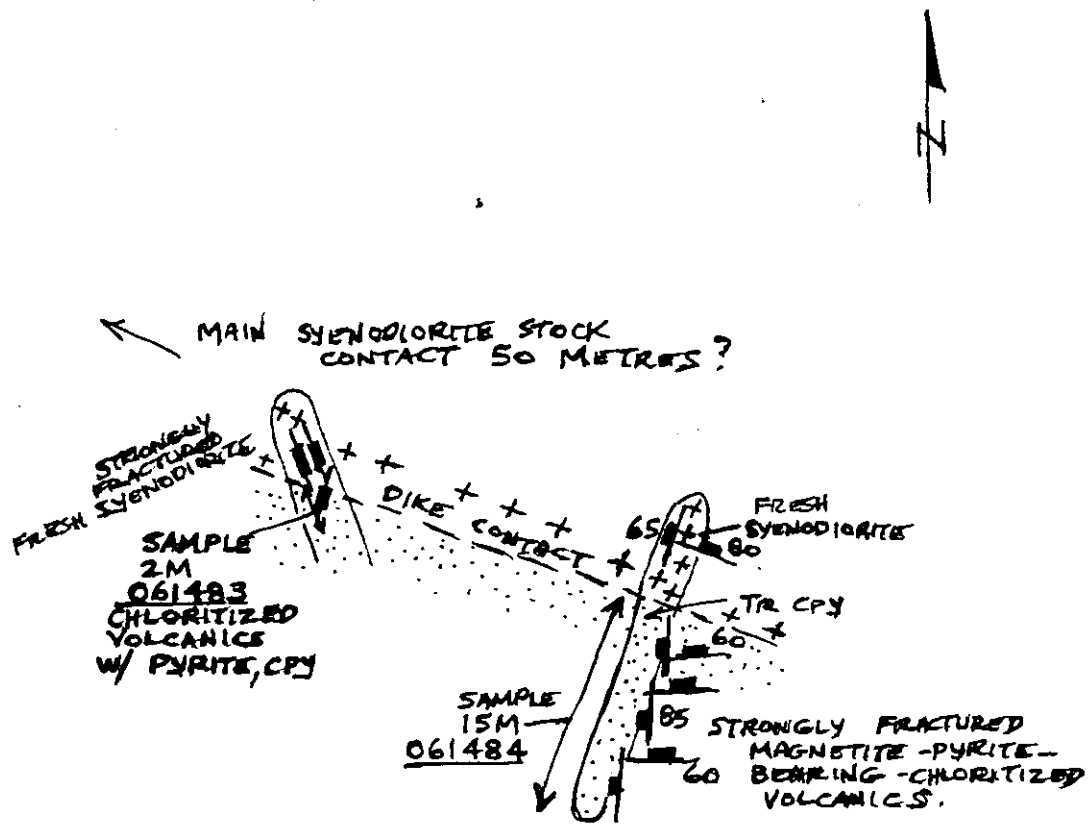 N
MAIN SYENODIORITE STOCK
CONTACT 50 METRES?
STRONGLY
FRACTURED
FRESH SYENODIORITE
DIKE CONTACT
SAMPLE
2M
061483
CHLORITIZED
VOLCANICS
W/ PYRITE, CPY
65
FRESH
SYENODIORITE
80
TR CPY
60
SAMPLE
15M
061484
85
60
STRONGLY FRACTURED
MAGNETITE-PYRITE-
BEARING-CHLORITIZED
VOLCANICS.